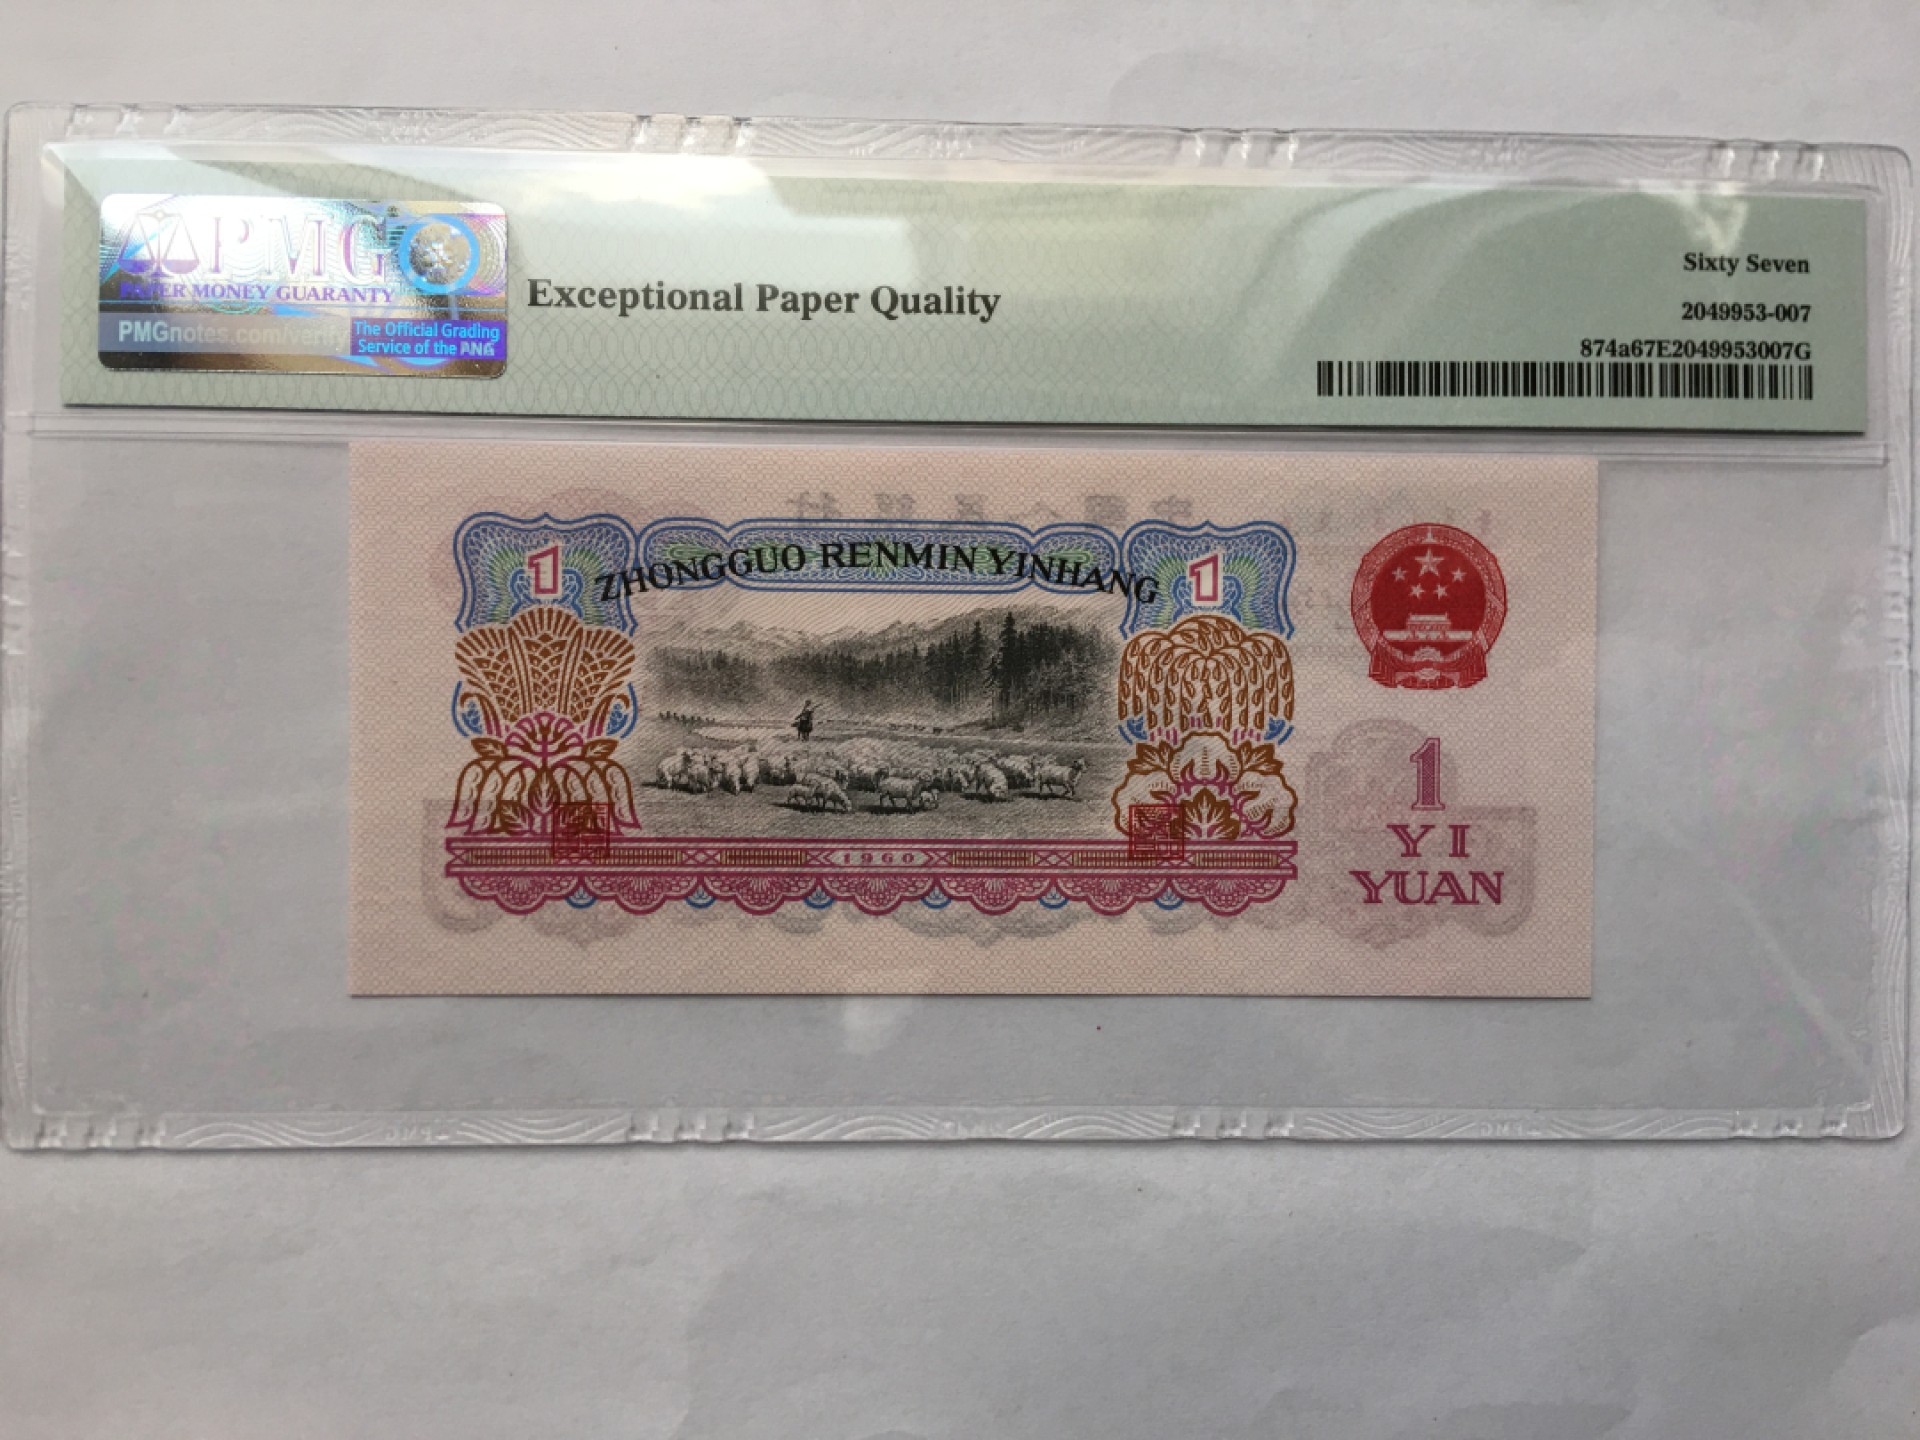 PMG
PAPER MONEY GUARANTY
PMGnotes.com/verify
The Official Grading
Service of the ANA
Exceptional Paper Quality
Sixty Seven
2049953-007
874a67E2049953007G
1
ZHONGGUO RENMIN YINHANG
1
1960
1
YI
YUAN